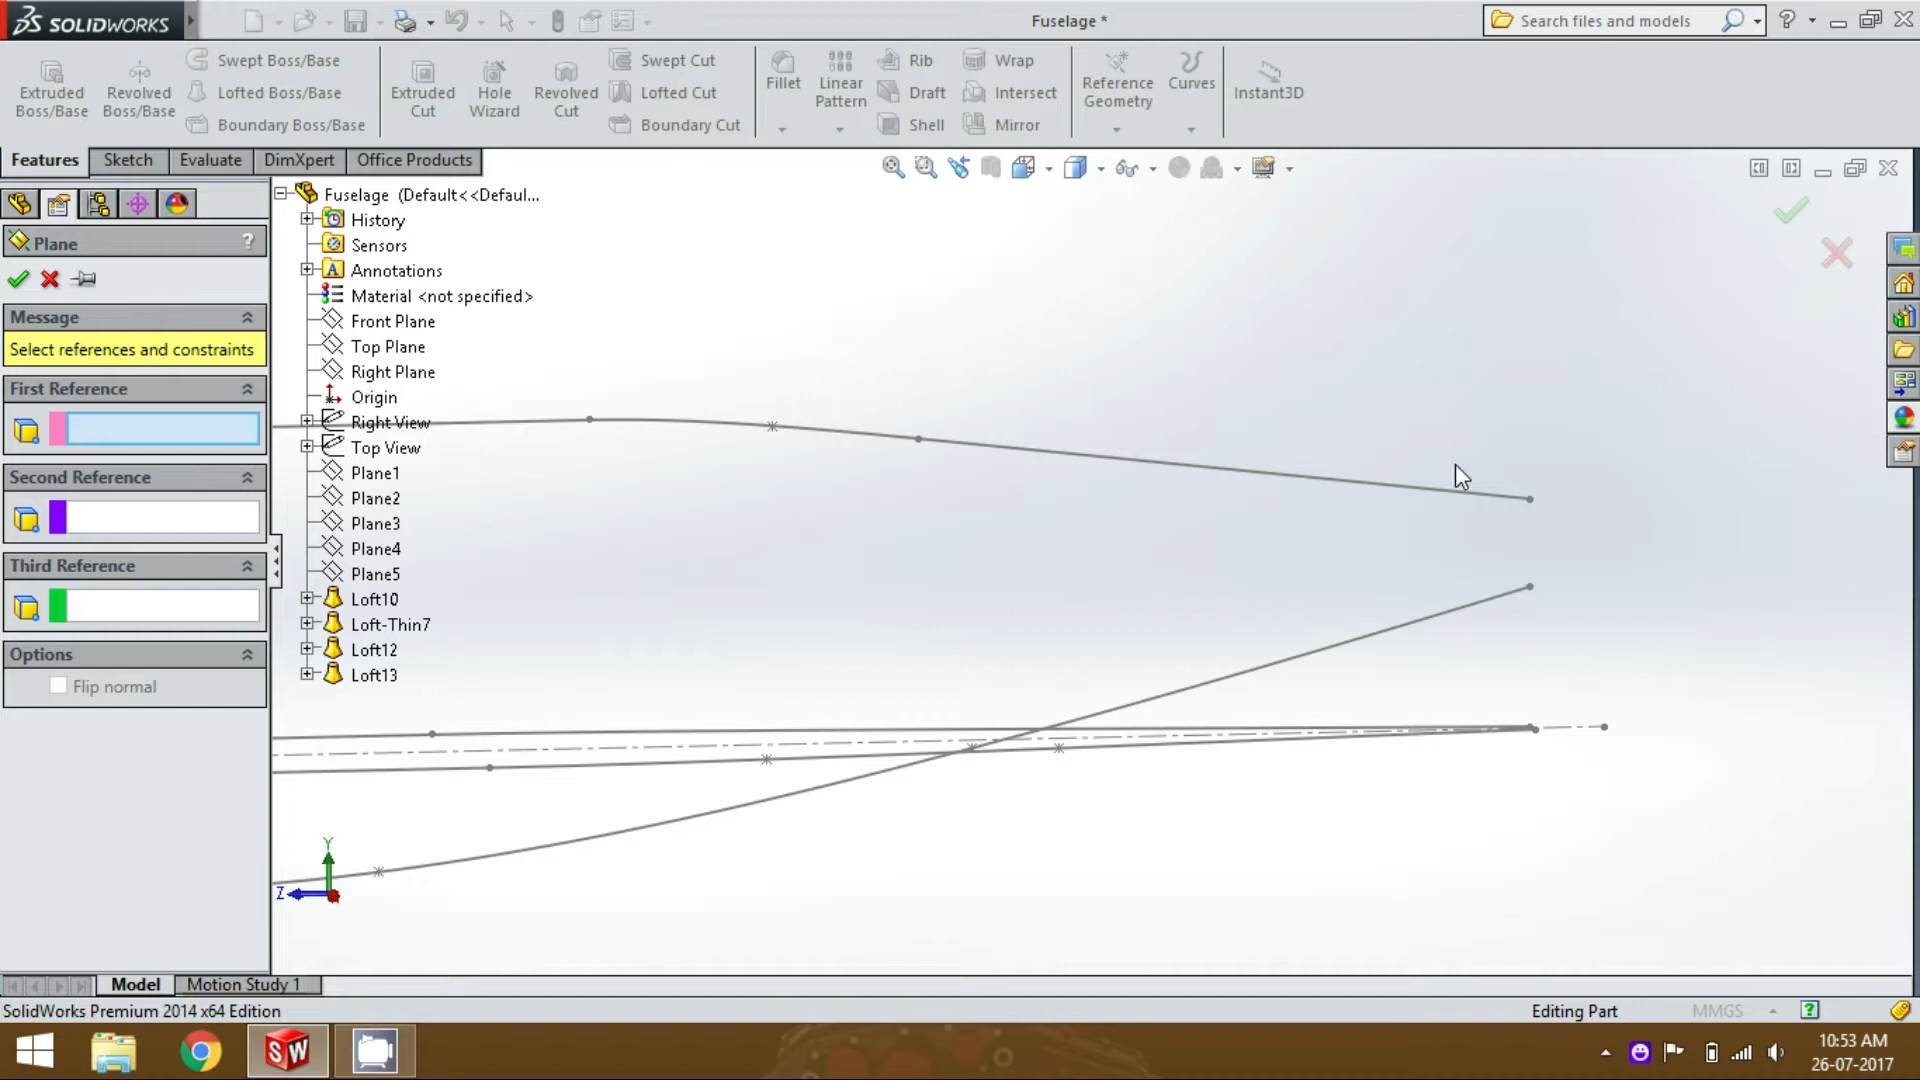 SOLIDWORKS
Fuselage *
Search files and models
Extruded Boss/Base
Revolved Boss/Base
Swept Boss/Base
Lofted Boss/Base
Boundary Boss/Base
Extruded Cut
Hole Wizard
Revolved Cut
Swept Cut
Lofted Cut
Boundary Cut
Fillet
Linear Pattern
Rib
Draft
Shell
Wrap
Intersect
Mirror
Reference Geometry
Curves
Instant3D
Features
Sketch
Evaluate
DimXpert
Office Products
Plane
?
Message
Select references and constraints
First Reference
Second Reference
Third Reference
Options
Flip normal
Fuselage (Default<<Defaul...
History
Sensors
Annotations
Material <not specified>
Front Plane
Top Plane
Right Plane
Origin
Right View
Top View
Plane1
Plane2
Plane3
Plane4
Plane5
Loft10
Loft-Thin7
Loft12
Loft13
Y
Z
Model
Motion Study 1
SolidWorks Premium 2014 x64 Edition
Editing Part
MMGS
?
SW
10:53 AM
26-07-2017